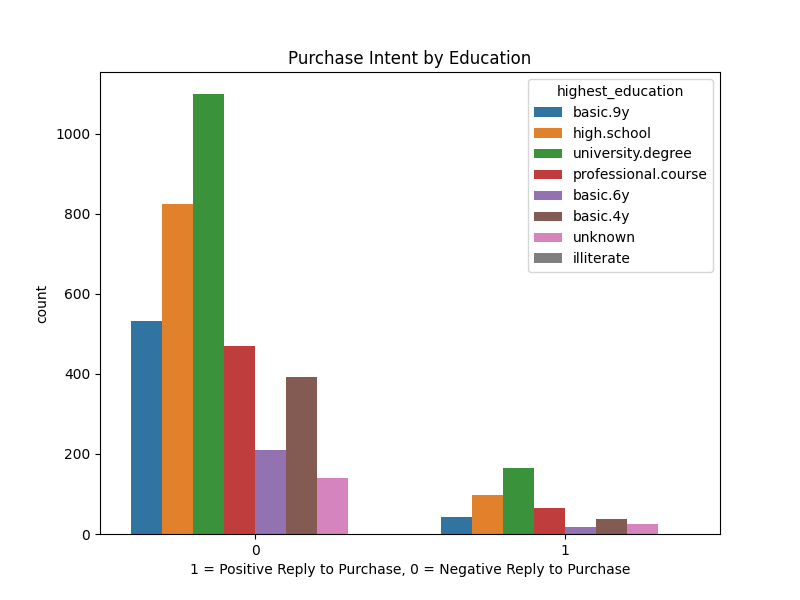 Purchase Intent by Education
highest_education
basic.9y
high.school
university.degree
professional.course
basic.6y
basic.4y
unknown
illiterate
1000
800
600
400
200
0
count
0
1
1 = Positive Reply to Purchase, 0 = Negative Reply to Purchase